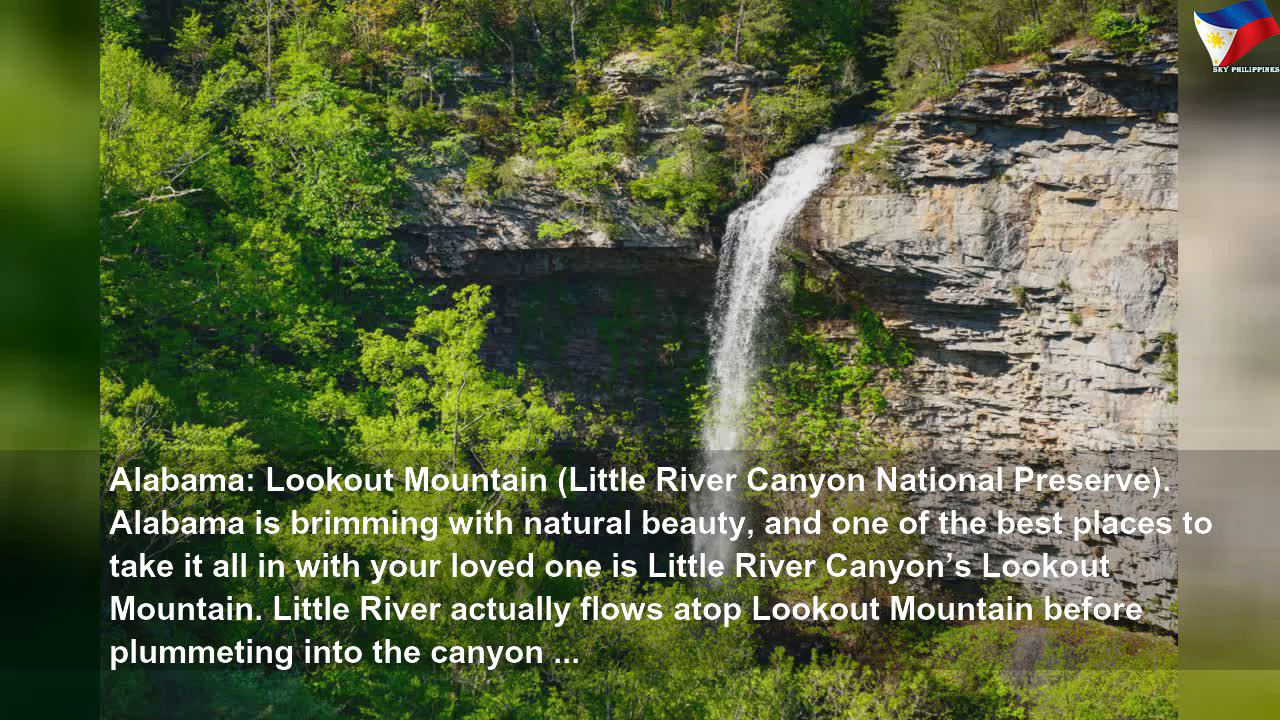 SKY PHILIPPINES
Alabama: Lookout Mountain (Little River Canyon National Preserve).
Alabama is brimming with natural beauty, and one of the best places to
take it all in with your loved one is Little River Canyon’s Lookout
Mountain. Little River actually flows atop Lookout Mountain before
plummeting into the canyon ...